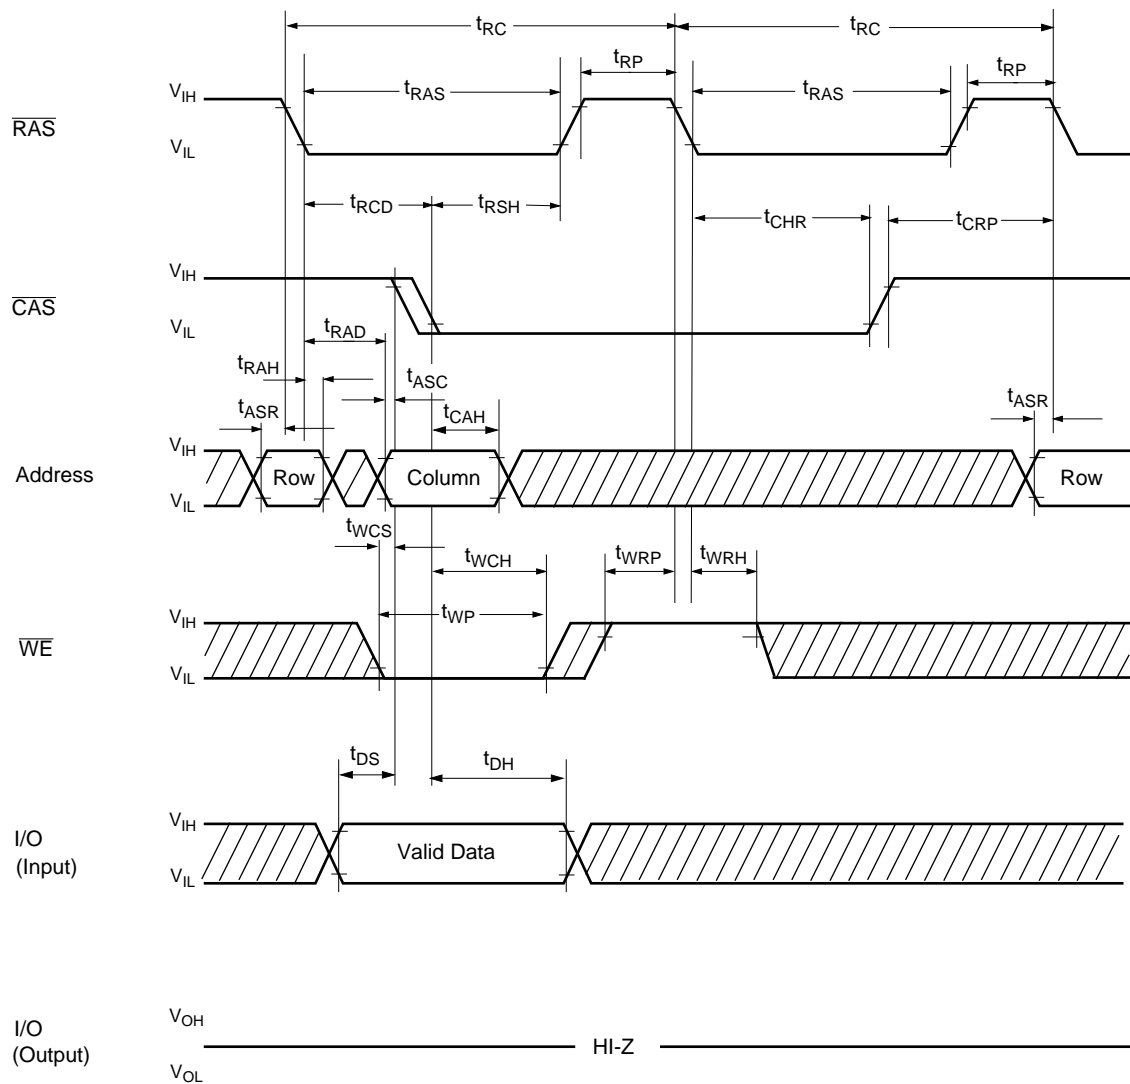 tRC tRC
tRP tRP
VIH tRAS tRAS
RAS
VIL
tRCD tRSH tCHR tCRP
VIH
CAS
VIL
tRAD
tRAH tASC
tASR tCAH tASR
VIH
Address Row Column Row
VIL
tWCS
tWCH tWRP tWRH
tWP
VIH
WE
VIL
tDS tDH
VIH
I/O
(Input) Valid Data
VIL
VOH
I/O
(Output) HI-Z
VOL